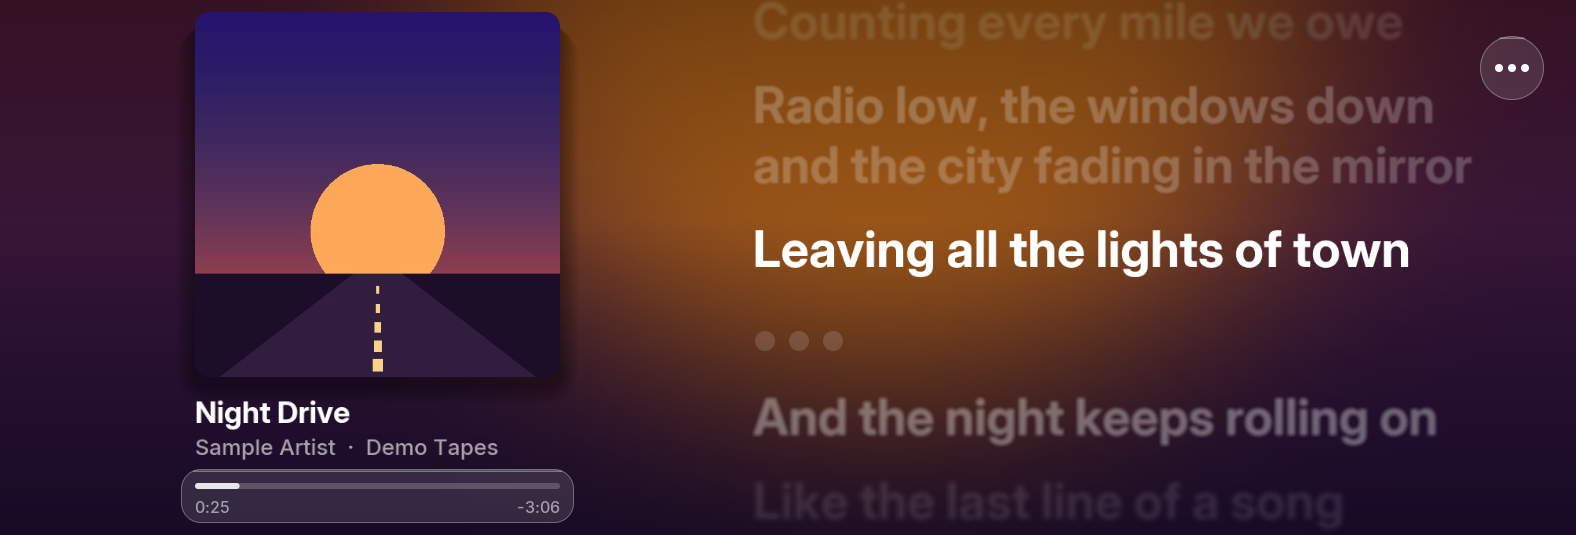 Night Drive
Sample Artist · Demo Tapes
0:25
-3:06
Counting every mile we owe
Radio low, the windows down
and the city fading in the mirror
Leaving all the lights of town
And the night keeps rolling on
Like the last line of a song